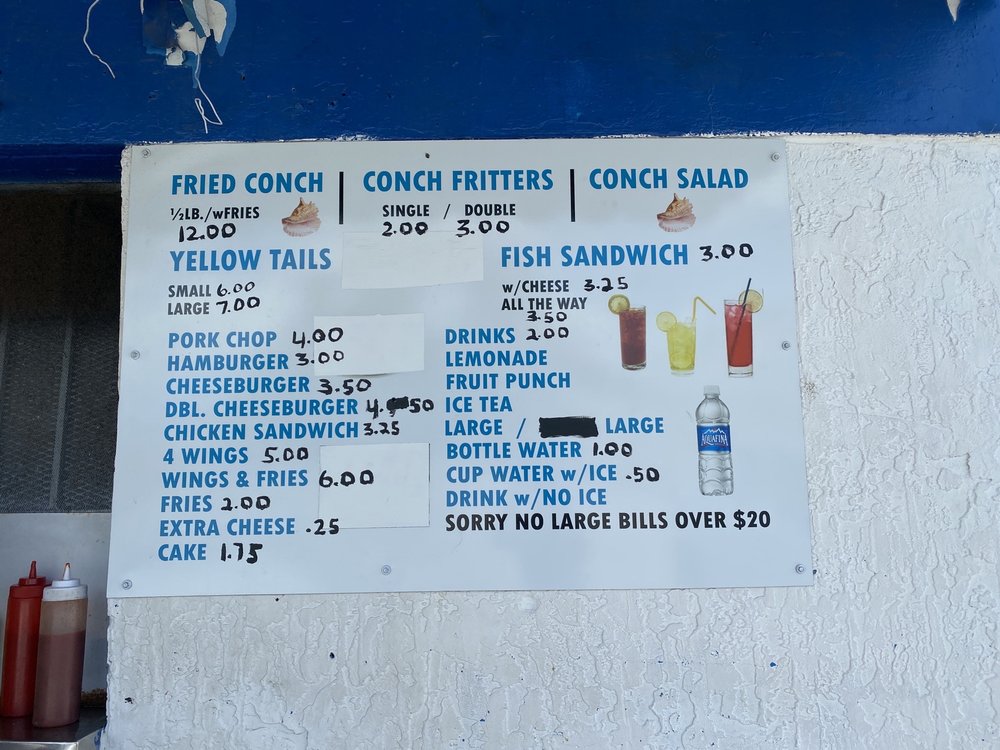 FRIED CONCH | CONCH FRITTERS | CONCH SALAD
½LB./wFRIES
12.00
SINGLE / DOUBLE
2.00 3.00
YELLOW TAILS
SMALL 6.00
LARGE 7.00
FISH SANDWICH 3.00
w/CHEESE 3.25
ALL THE WAY
3.50
PORK CHOP 4.00
HAMBURGER 3.00
CHEESEBURGER 3.50
DBL. CHEESEBURGER 4.50
CHICKEN SANDWICH 3.25
4 WINGS 5.00
WINGS & FRIES 6.00
FRIES 2.00
EXTRA CHEESE .25
CAKE 1.75
DRINKS 2.00
LEMONADE
FRUIT PUNCH
ICE TEA
LARGE / LARGE
BOTTLE WATER 1.00
CUP WATER w/ICE .50
DRINK w/NO ICE
SORRY NO LARGE BILLS OVER $20
AQUAFINA